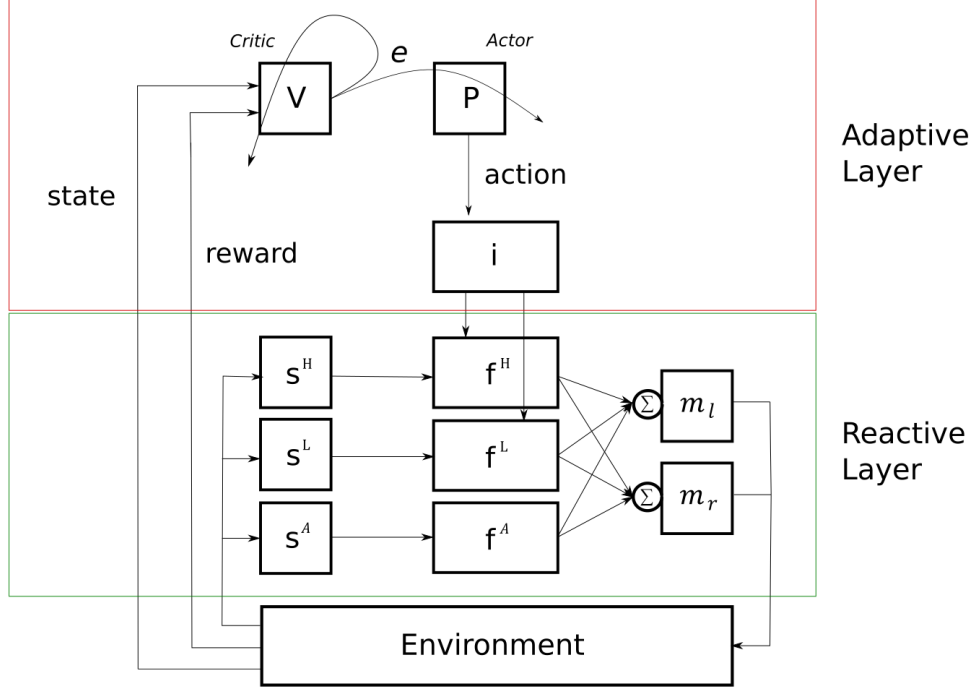 Critic
Actor
e
V
P
Adaptive
Layer
action
state
reward
i
s^H
f^H
Σ
m_l
s^L
f^L
Reactive
Layer
Σ
m_r
s^A
f^A
Environment